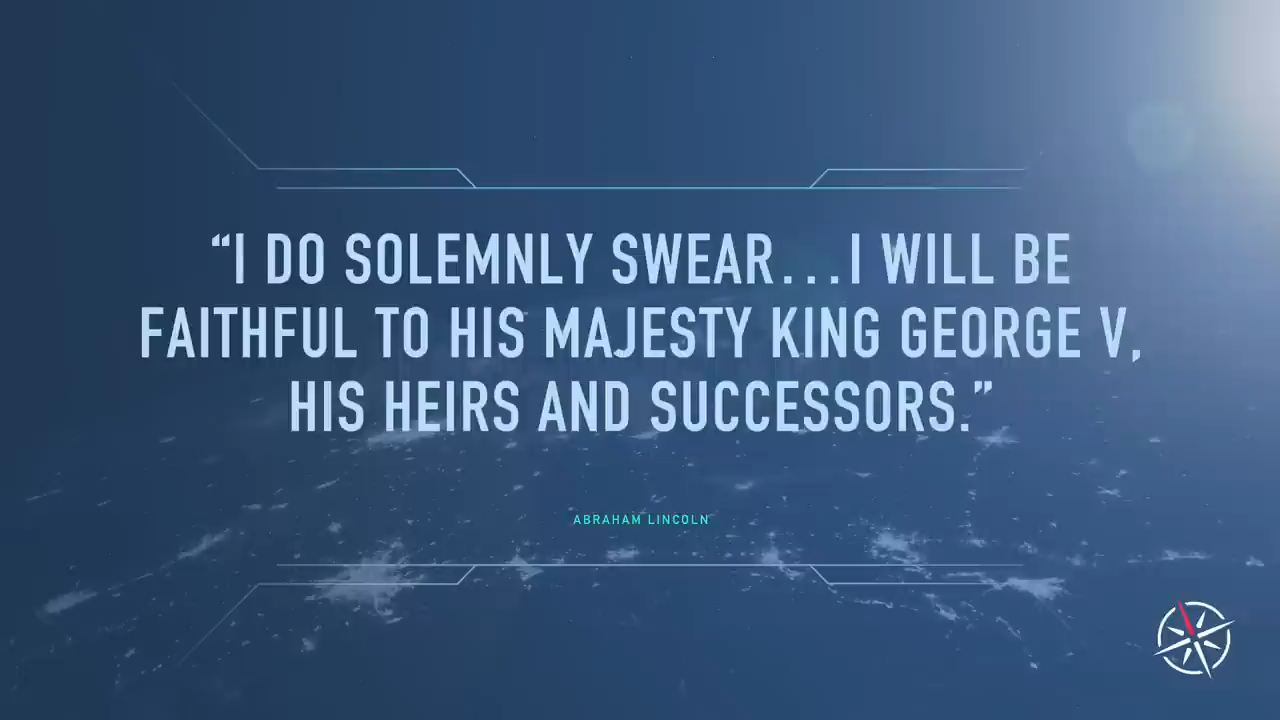 “I DO SOLEMNLY SWEAR...I WILL BE
FAITHFUL TO HIS MAJESTY KING GEORGE V,
HIS HEIRS AND SUCCESSORS.”
ABRAHAM LINCOLN